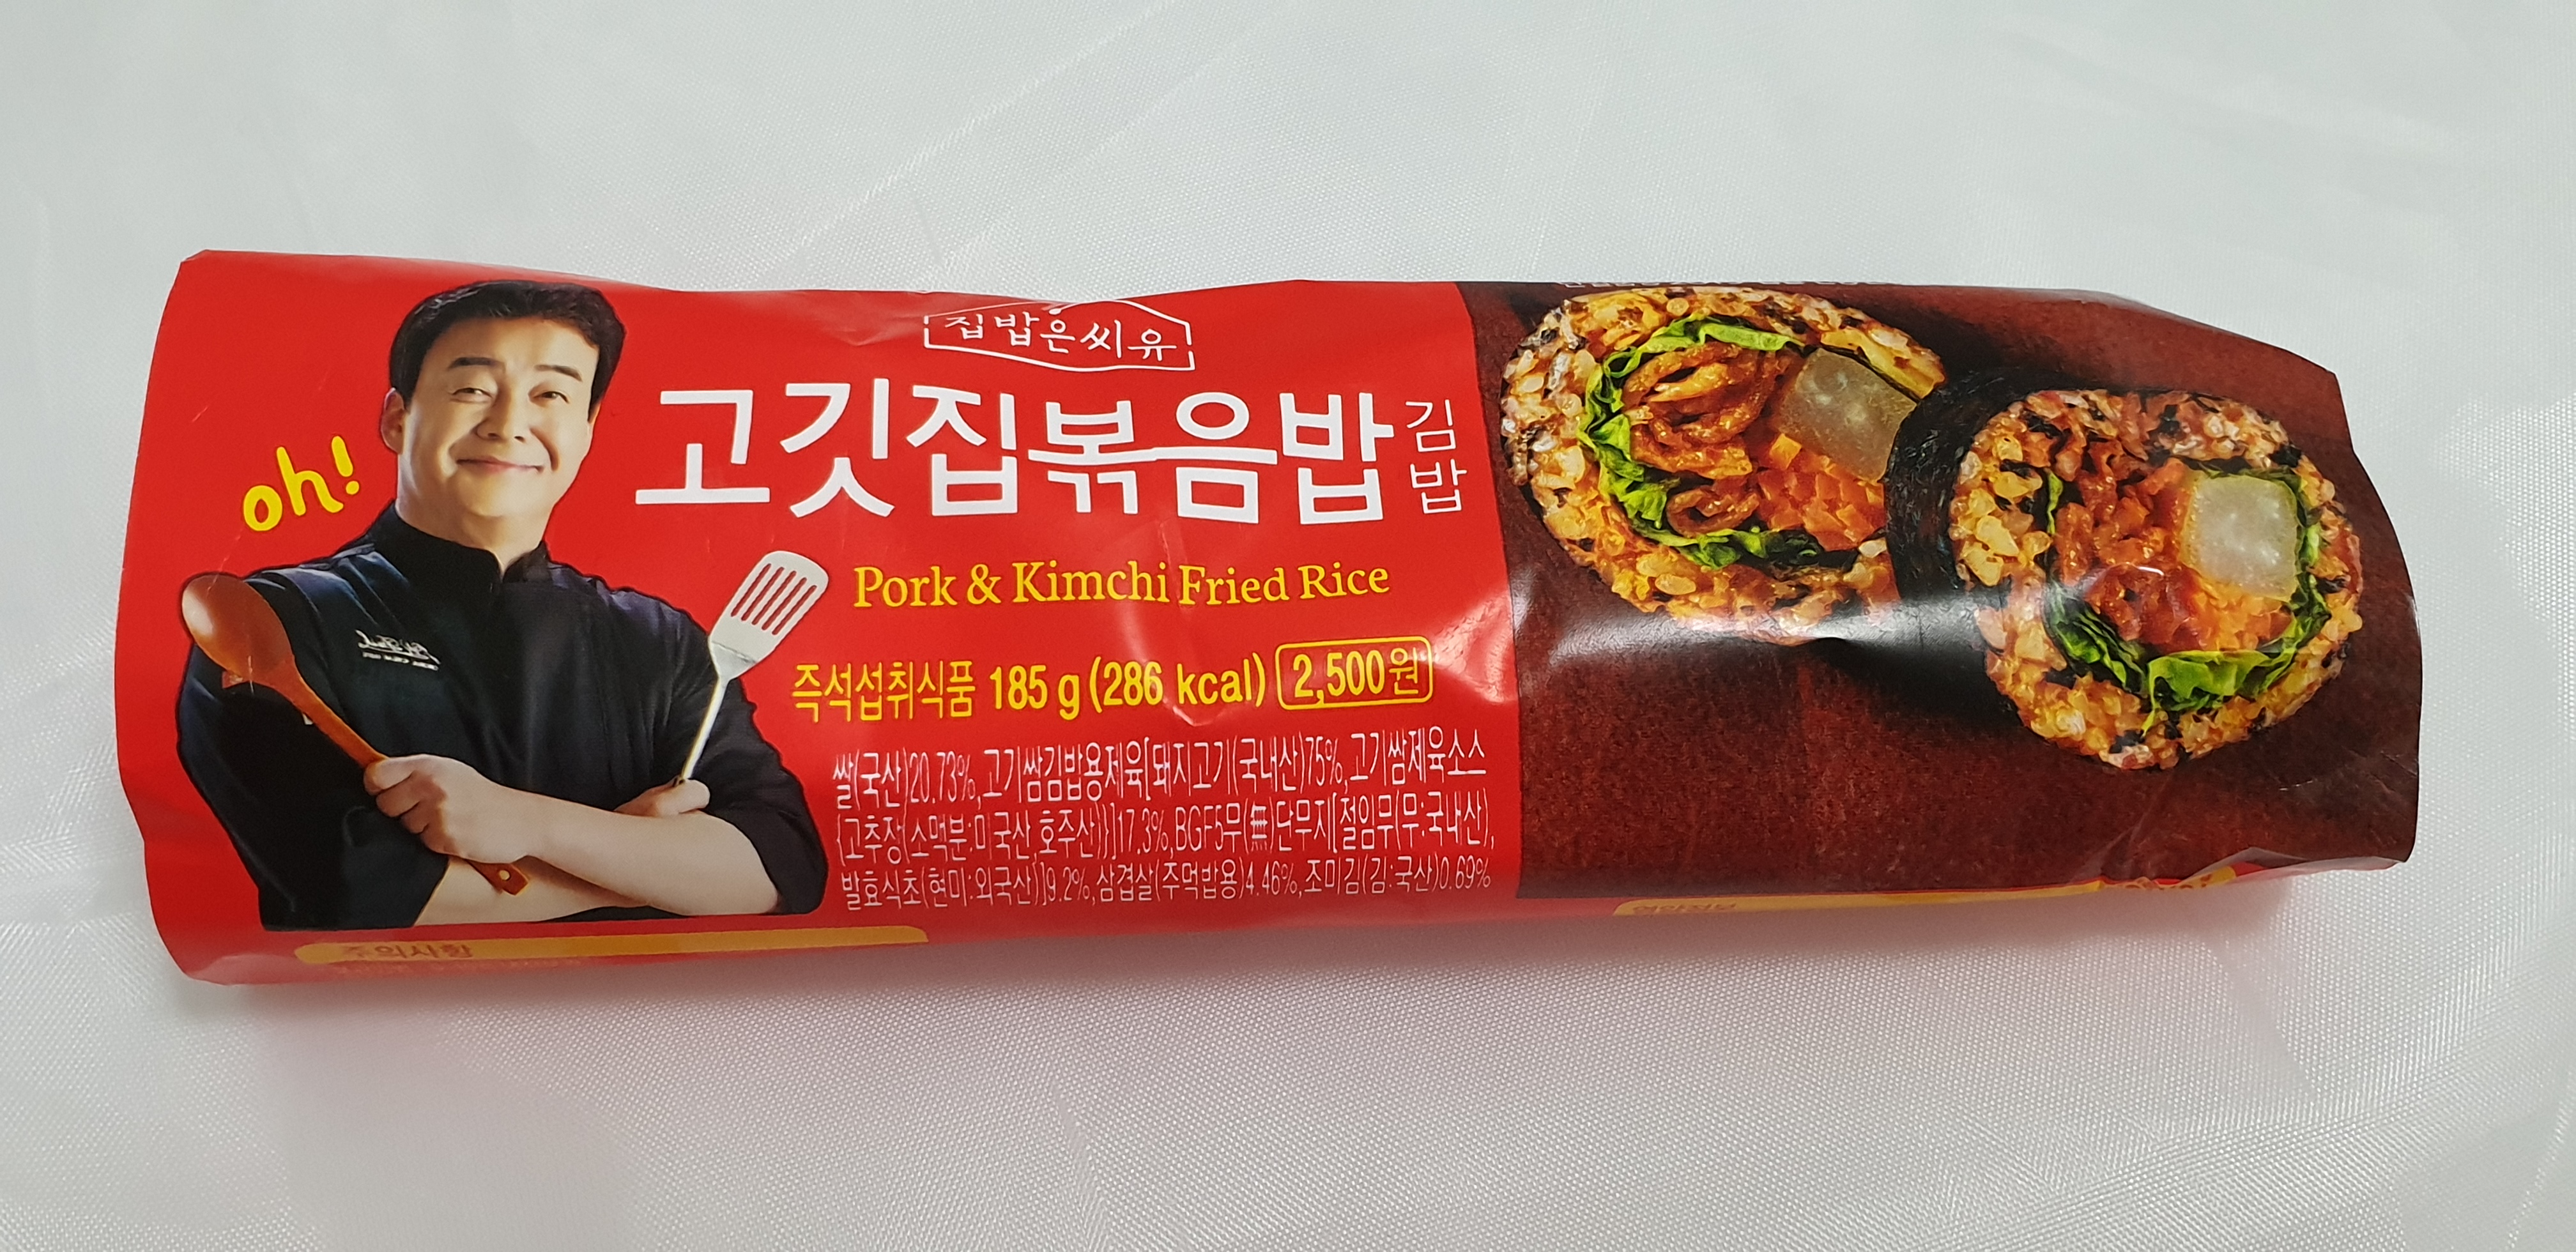 oh!
집밥은씨유
고깃집볶음밥 김밥
Pork & Kimchi Fried Rice
즉석섭취식품 185 g (286 kcal) 2,500원
쌀(국산)20.73%,고기쌈김밥용제육[돼지고기(국내산)75%,고기쌈제육소스
{고추장(소맥분:미국산,호주산)}]17.3%,BGF5무(無)단무지[절임무(무:국내산),
발효식초(현미:외국산)]9.2%,삼겹살(주먹밥용)4.46%,조미김(김:국산)0.69%
주의사항
영양정보